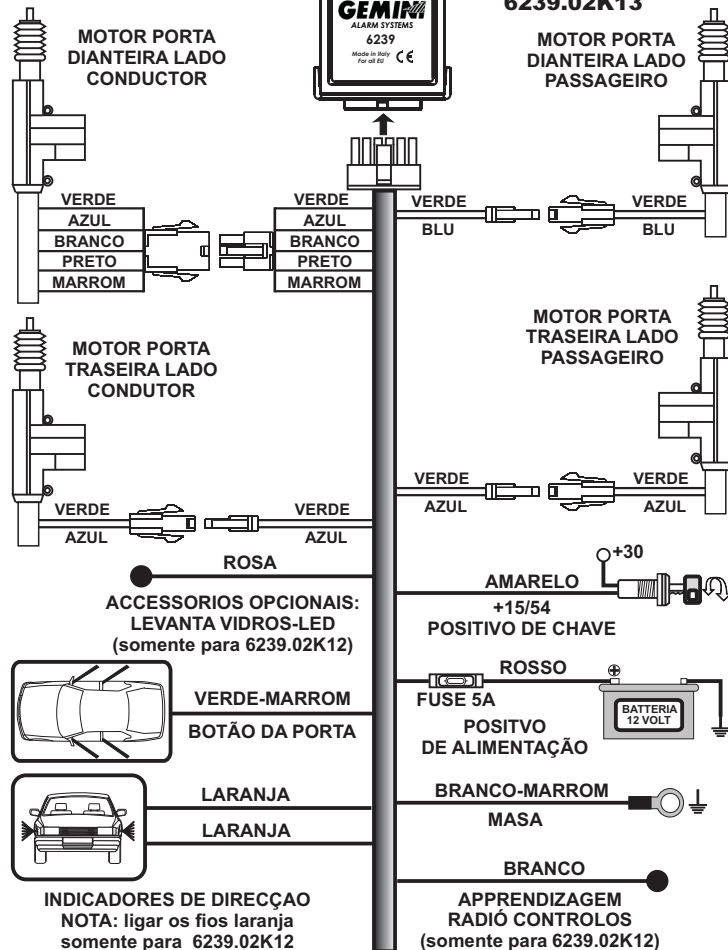 6239.02K13
GEMINI
ALARM SYSTEMS
6239
Made in Italy
For all EU
CE
MOTOR PORTA
DIANTEIRA LADO
CONDUCTOR
MOTOR PORTA
DIANTEIRA LADO
PASSAGEIRO
VERDE
AZUL
BRANCO
PRETO
MARROM
VERDE
AZUL
BRANCO
PRETO
MARROM
VERDE
BLU
VERDE
BLU
MOTOR PORTA
TRASEIRA LADO
CONDUTOR
MOTOR PORTA
TRASEIRA LADO
PASSAGEIRO
VERDE
AZUL
VERDE
AZUL
VERDE
AZUL
VERDE
AZUL
ROSA
ACCESSORIOS OPCIONAIS:
LEVANTA VIDROS-LED
(somente para 6239.02K12)
+30
AMARELO
+15/54
POSITIVO DE CHAVE
VERDE-MARROM
BOTÃO DA PORTA
ROSSO
FUSE 5A
POSITVO
DE ALIMENTAÇÃO
BATTERIA
12 VOLT
LARANJA
LARANJA
BRANCO-MARROM
MASA
INDICADORES DE DIRECÇAO
NOTA: ligar os fios laranja
somente para 6239.02K12
BRANCO
APPRENDIZAGEM
RADIÓ CONTROLOS
(somente para 6239.02K12)